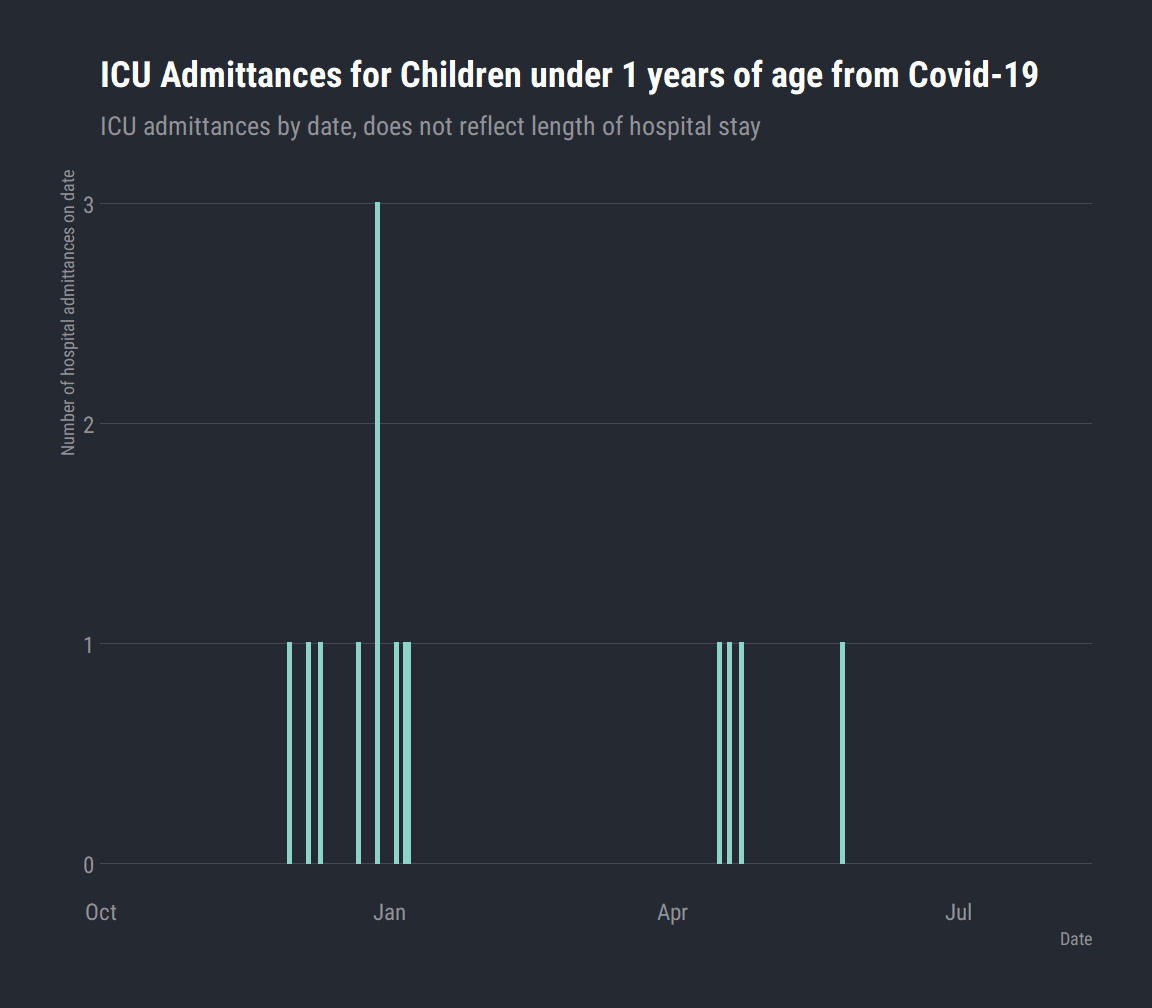 ICU Admittances for Children under 1 years of age from Covid-19
ICU admittances by date, does not reflect length of hospital stay
Number of hospital admittances on date
3
2
1
0
Oct Jan Apr Jul
Date